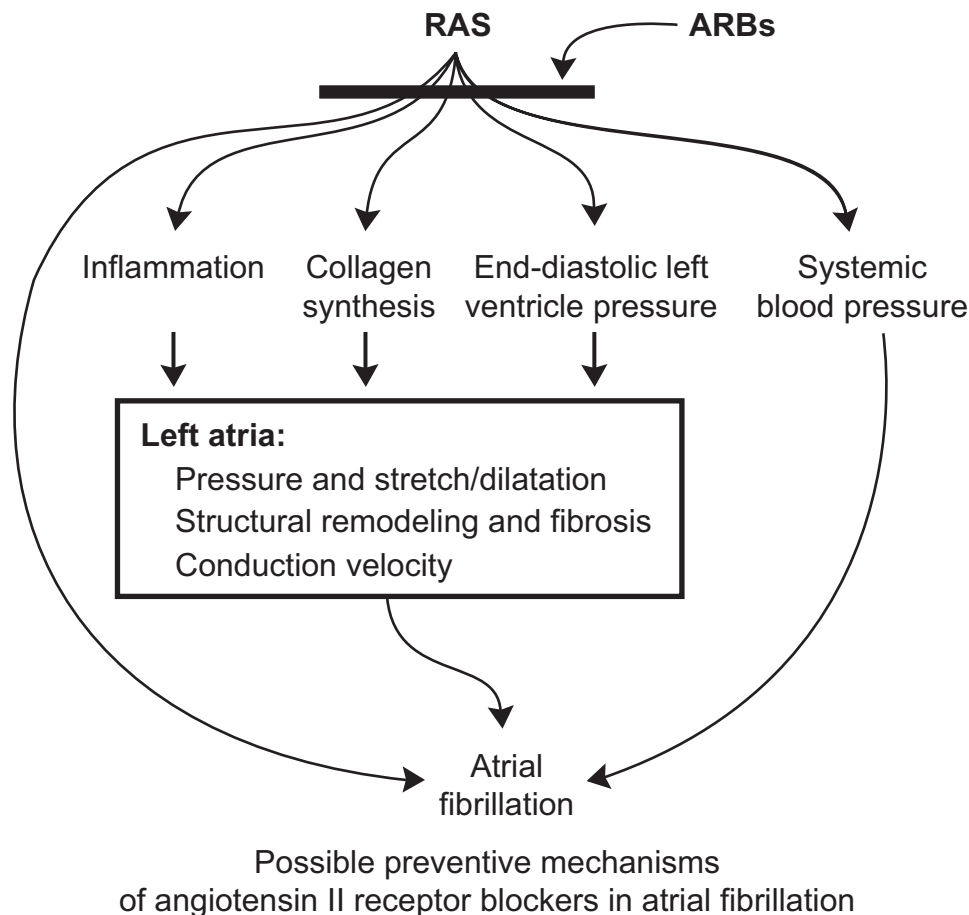 RAS
ARBs
Inflammation
Collagen
synthesis
End-diastolic left
ventricle pressure
Systemic
blood pressure
Left atria:
Pressure and stretch/dilatation
Structural remodeling and fibrosis
Conduction velocity
Atrial
fibrillation
Possible preventive mechanisms
of angiotensin II receptor blockers in atrial fibrillation